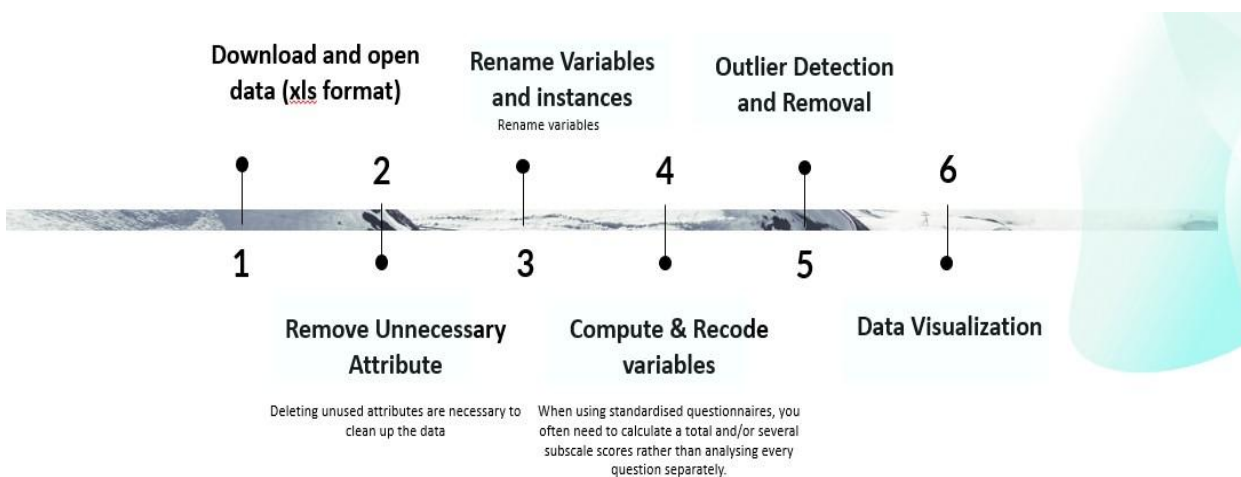 Download and open
data (xls format)
1
2
Remove Unnecessary
Attribute
Deleting unused attributes are necessary to
clean up the data
Rename Variables
and instances
Rename variables
3
4
Compute & Recode
variables
When using standardised questionnaires, you
often need to calculate a total and/or several
subscale scores rather than analysing every
question separately.
Outlier Detection
and Removal
5
6
Data Visualization